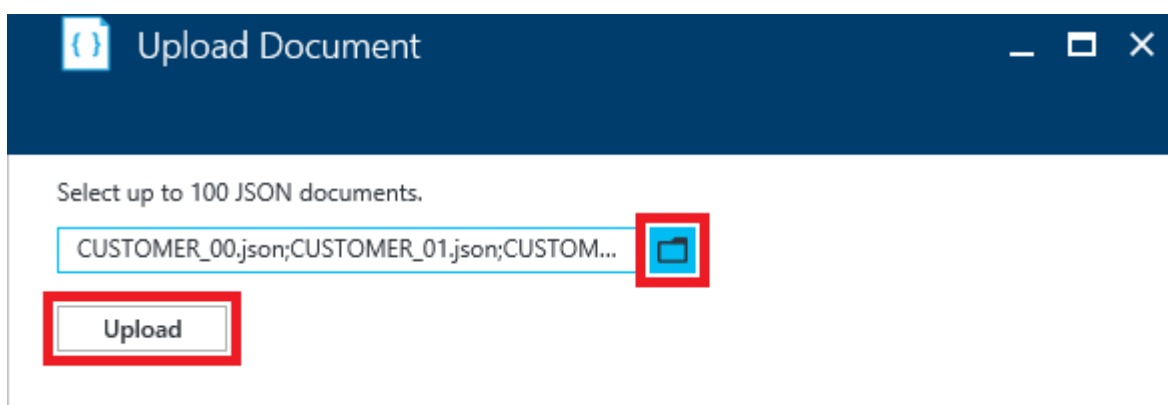 { } Upload Document
Select up to 100 JSON documents.
CUSTOMER_00.json;CUSTOMER_01.json;CUSTOM...
Upload